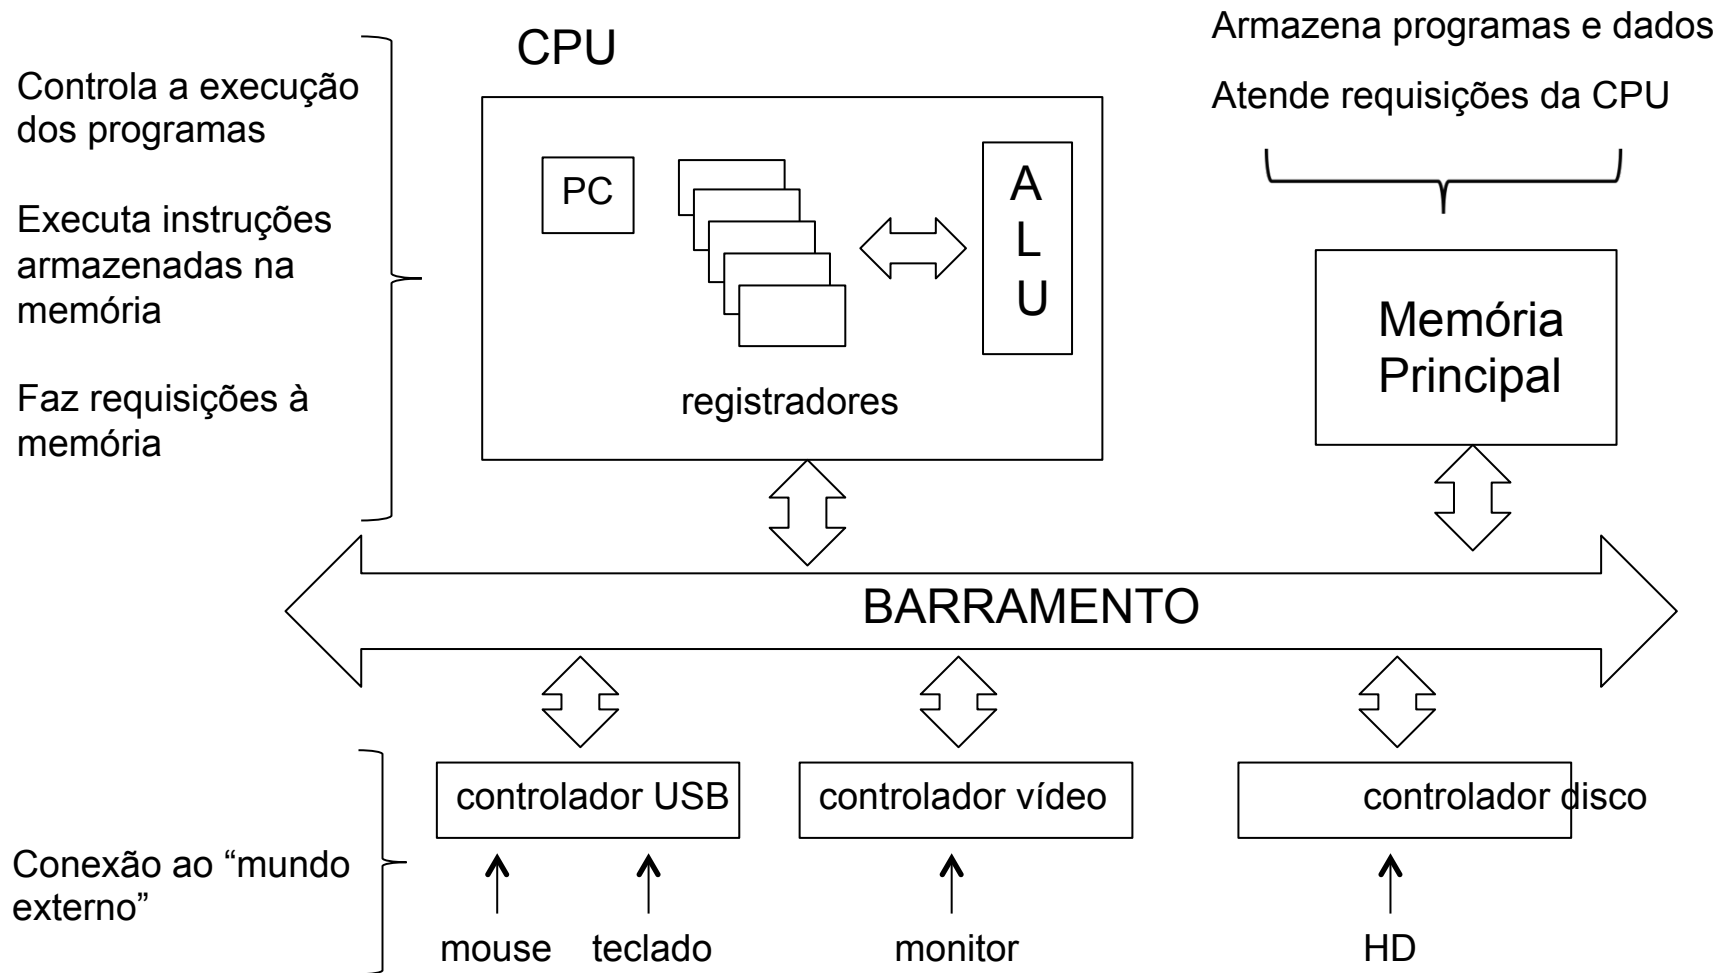 CPU
Armazena programas e dados
Atende requisições da CPU
Controla a execução
dos programas
Executa instruções
armazenadas na
memória
Faz requisições à
memória
PC
A
L
U
registradores
Memória
Principal
BARRAMENTO
controlador USB
controlador vídeo
controlador disco
Conexão ao “mundo
externo”
mouse
teclado
monitor
HD